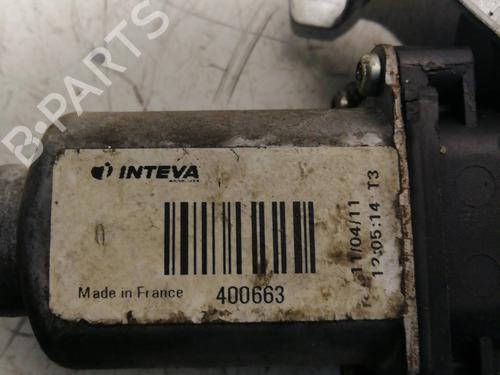 B-PARTS
INTEVA
Made in France
400663
11/04/11
12:05:14 T3